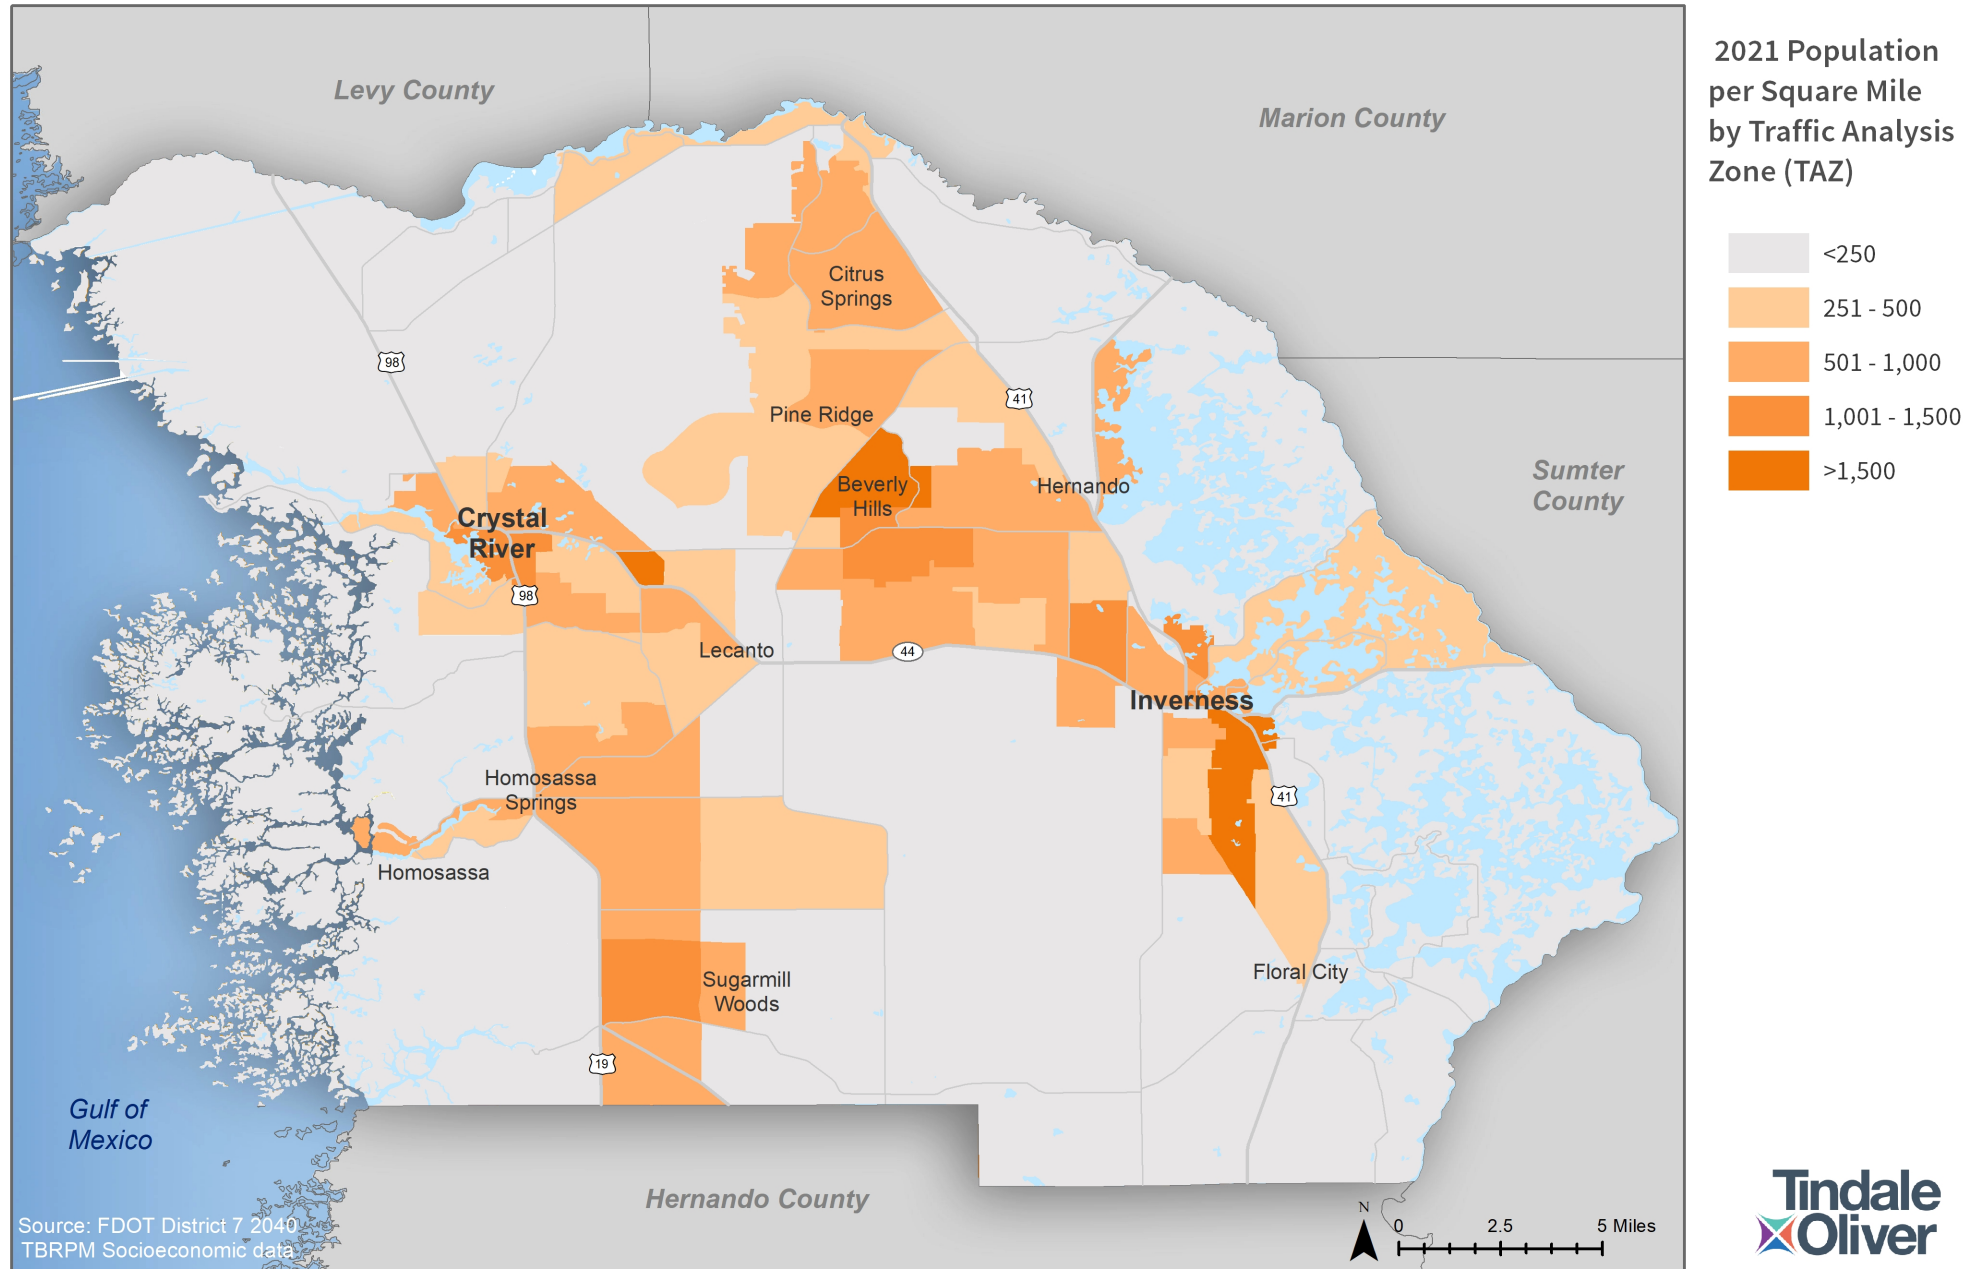 2021 Population
per Square Mile
by Traffic Analysis
Zone (TAZ)
<250
251 - 500
501 - 1,000
1,001 - 1,500
>1,500
Levy County
Marion County
Sumter
County
Hernando County
Gulf of
Mexico
Citrus
Springs
98
41
Pine Ridge
Beverly
Hills
Hernando
Crystal
River
98
Lecanto
44
Inverness
Homosassa
Springs
41
Homosassa
Floral City
Sugarmill
Woods
19
Source: FDOT District 7 2040
TBRPM Socioeconomic data
N
0 2.5 5 Miles
Tindale
Oliver